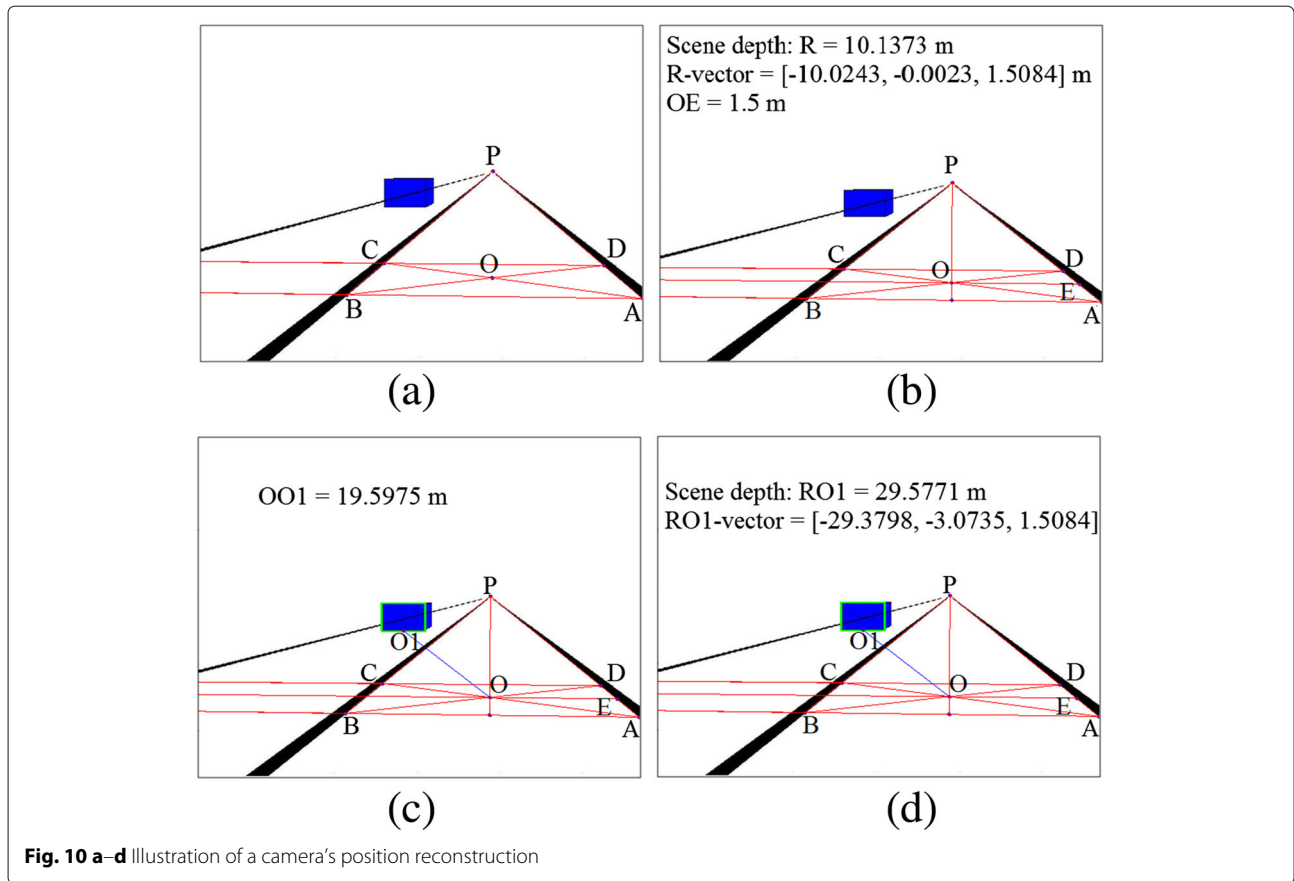 P
C
D
O
B
A
(a)
Scene depth: R = 10.1373 m
R-vector = [-10.0243, -0.0023, 1.5084] m
OE = 1.5 m
P
C
D
O
E
B
A
(b)
OO1 = 19.5975 m
P
O1
C
D
O
E
B
A
(c)
Scene depth: RO1 = 29.5771 m
RO1-vector = [-29.3798, -3.0735, 1.5084]
P
O1
C
D
O
E
B
A
(d)
Fig. 10 a–d Illustration of a camera's position reconstruction